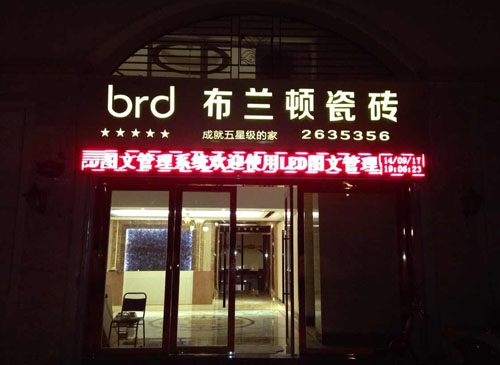 brd 布兰顿瓷砖
★★★★★ 成就五星级的家 2635356
图文管理系统欢迎使用LED图文管理 14/09/17
19:06:23